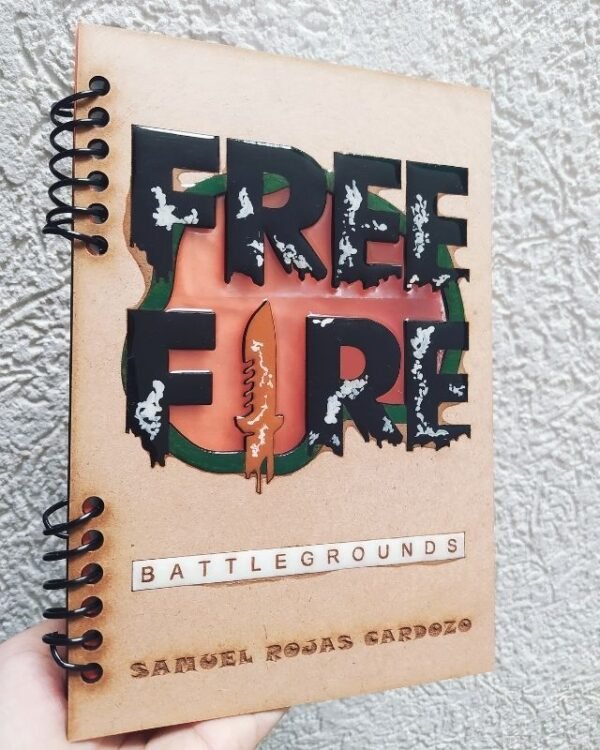 FREE
FIRE
BATTLEGROUNDS
SAMUEL ROJAS CARDOZO